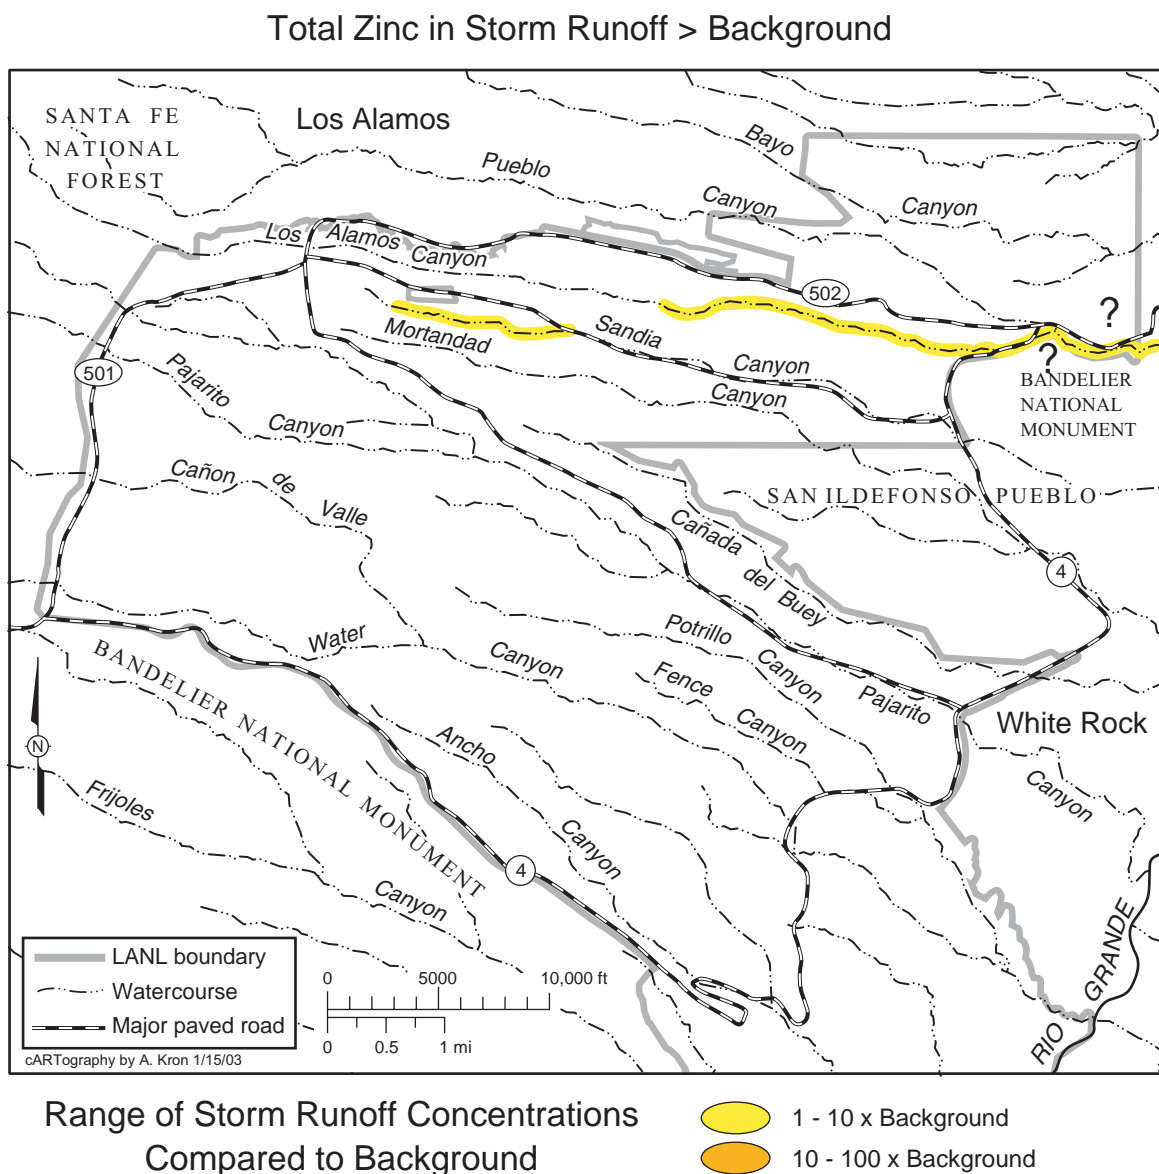 Total Zinc in Storm Runoff > Background
SANTA FE
NATIONAL
FOREST
Los Alamos
Bayo
Pueblo
Canyon
Canyon
Los Alamos
Canyon
502
?
Mortandad
Sandia
?
501
Pajarito
Canyon
Canyon
BANDELIER
NATIONAL
MONUMENT
Canyon
Cañon de Valle
SAN ILDEFONSO PUEBLO
Cañada
del Buey
4
Water
Canyon
Potrillo
Canyon
BANDELIER NATIONAL MONUMENT
Fence
Canyon
Pajarito
White Rock
N
Ancho
Canyon
Frijoles
Canyon
Canyon
4
RIO GRANDE
LANL boundary
Watercourse
Major paved road
cARTography by A. Kron 1/15/03
0 5000 10,000 ft
0 0.5 1 mi
Range of Storm Runoff Concentrations
Compared to Background
1 - 10 x Background
10 - 100 x Background